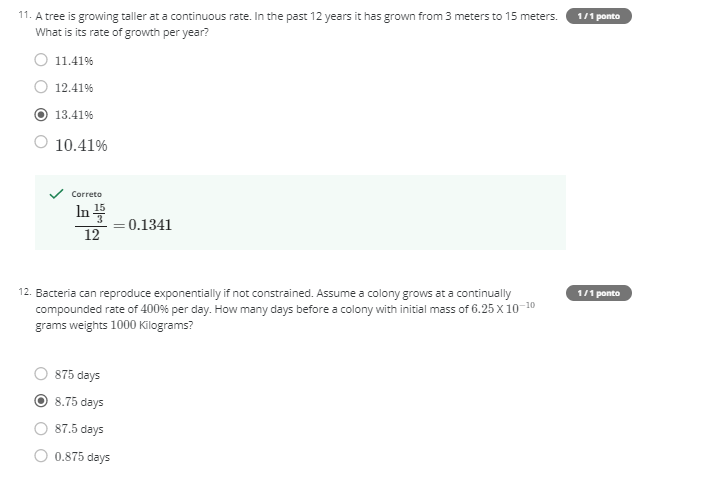 11. A tree is growing taller at a continuous rate. In the past 12 years it has grown from 3 meters to 15 meters. 1 / 1 ponto
What is its rate of growth per year?
11.41%
12.41%
13.41%
10.41%
Correto
ln 15/3 / 12 = 0.1341
12. Bacteria can reproduce exponentially if not constrained. Assume a colony grows at a continually 1 / 1 ponto
compounded rate of 400% per day. How many days before a colony with initial mass of 6.25 X 10⁻¹⁰
grams weights 1000 Kilograms?
875 days
8.75 days
87.5 days
0.875 days